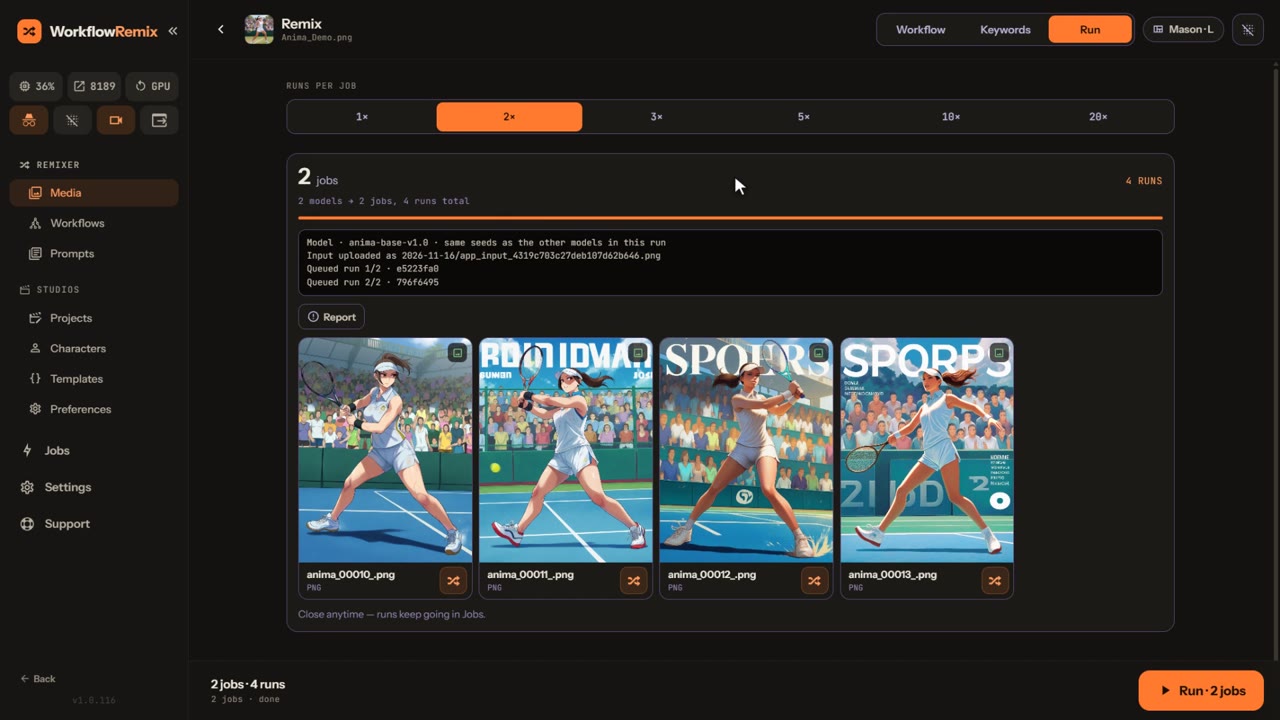 WorkflowRemix
36%
8189
GPU
REMIXER
Media
Workflows
Prompts
STUDIOS
Projects
Characters
Templates
Preferences
Jobs
Settings
Support
← Back
v1.0.116
Remix
Anima_Demo.png
Workflow
Keywords
Run
Mason·L
RUNS PER JOB
1×
2×
3×
5×
10×
20×
2 jobs
4 RUNS
2 models → 2 jobs, 4 runs total
Model · anima-base-v1.0 · same seeds as the other models in this run
Input uploaded as 2026-11-16/app_input_4319c703c27deb107d62b646.png
Queued run 1/2 · e5223fa0
Queued run 2/2 · 796f6495
Report
SPORPS
anima_00010_.png
PNG
anima_00011_.png
PNG
anima_00012_.png
PNG
anima_00013_.png
PNG
Close anytime — runs keep going in Jobs.
2 jobs · 4 runs
2 jobs · done
Run · 2 jobs